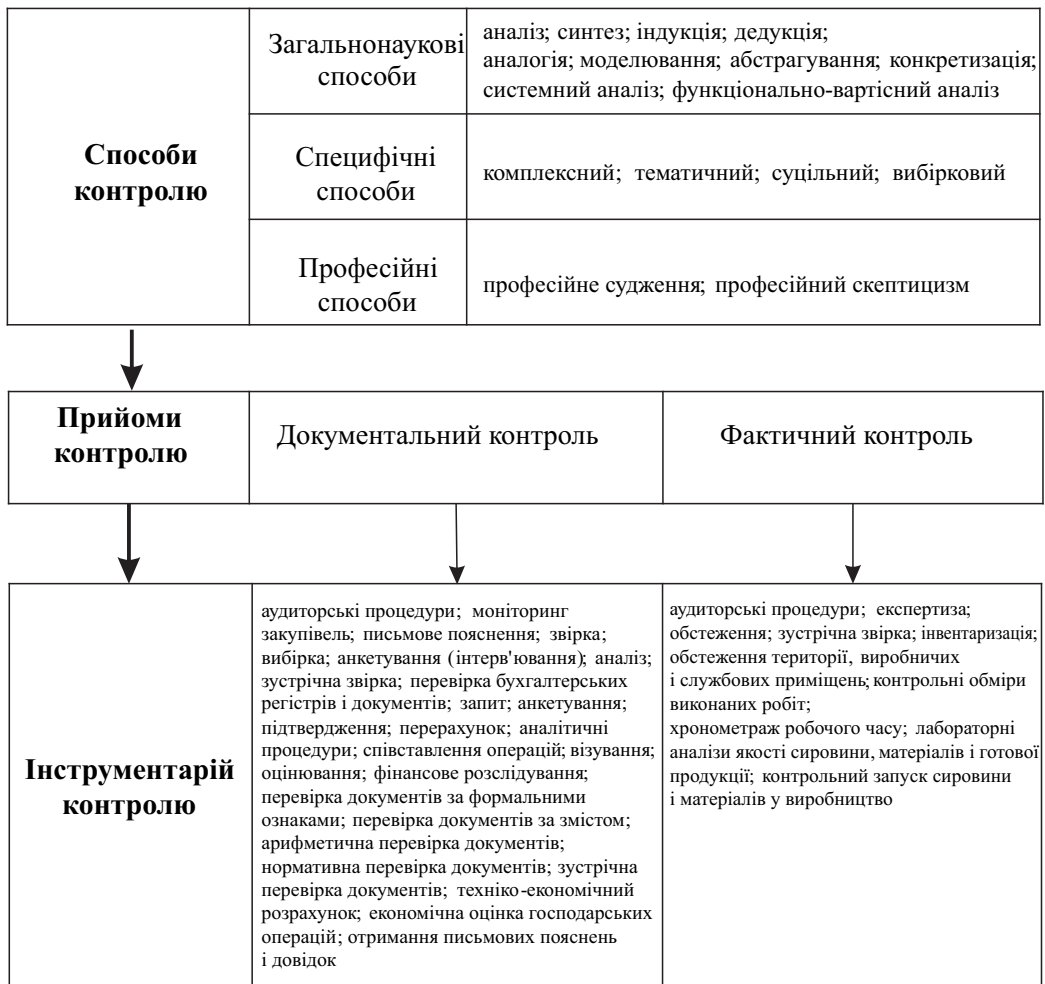 Способи
контролю
Загальнонаукові
способи
аналіз; синтез; індукція; дедукція;
аналогія; моделювання; абстрагування; конкретизація;
системний аналіз; функціонально-вартісний аналіз
Специфічні
способи
комплексний; тематичний; суцільний; вибірковий
Професійні
способи
професійне судження; професійний скептицизм
Прийоми
контролю
Документальний контроль
Фактичний контроль
Інструментарій
контролю
аудиторські процедури; моніторинг
закупівель; письмове пояснення; звірка;
вибірка; анкетування (інтерв'ювання); аналіз;
зустрічна звірка; перевірка бухгалтерських
регістрів і документів; запит; анкетування;
підтвердження; перерахунок; аналітичні
процедури; співставлення операцій; візування;
оцінювання; фінансове розслідування;
перевірка документів за формальними
ознаками; перевірка документів за змістом;
арифметична перевірка документів;
нормативна перевірка документів; зустрічна
перевірка документів; техніко-економічний
розрахунок; економічна оцінка господарських
операцій; отримання письмових пояснень
і довідок
аудиторські процедури; експертиза;
обстеження; зустрічна звірка; інвентаризація;
обстеження території, виробничих
і службових приміщень; контрольні обміри
виконаних робіт;
хронометраж робочого часу; лабораторні
аналізи якості сировини, матеріалів і готової
продукції; контрольний запуск сировини
і матеріалів у виробництво